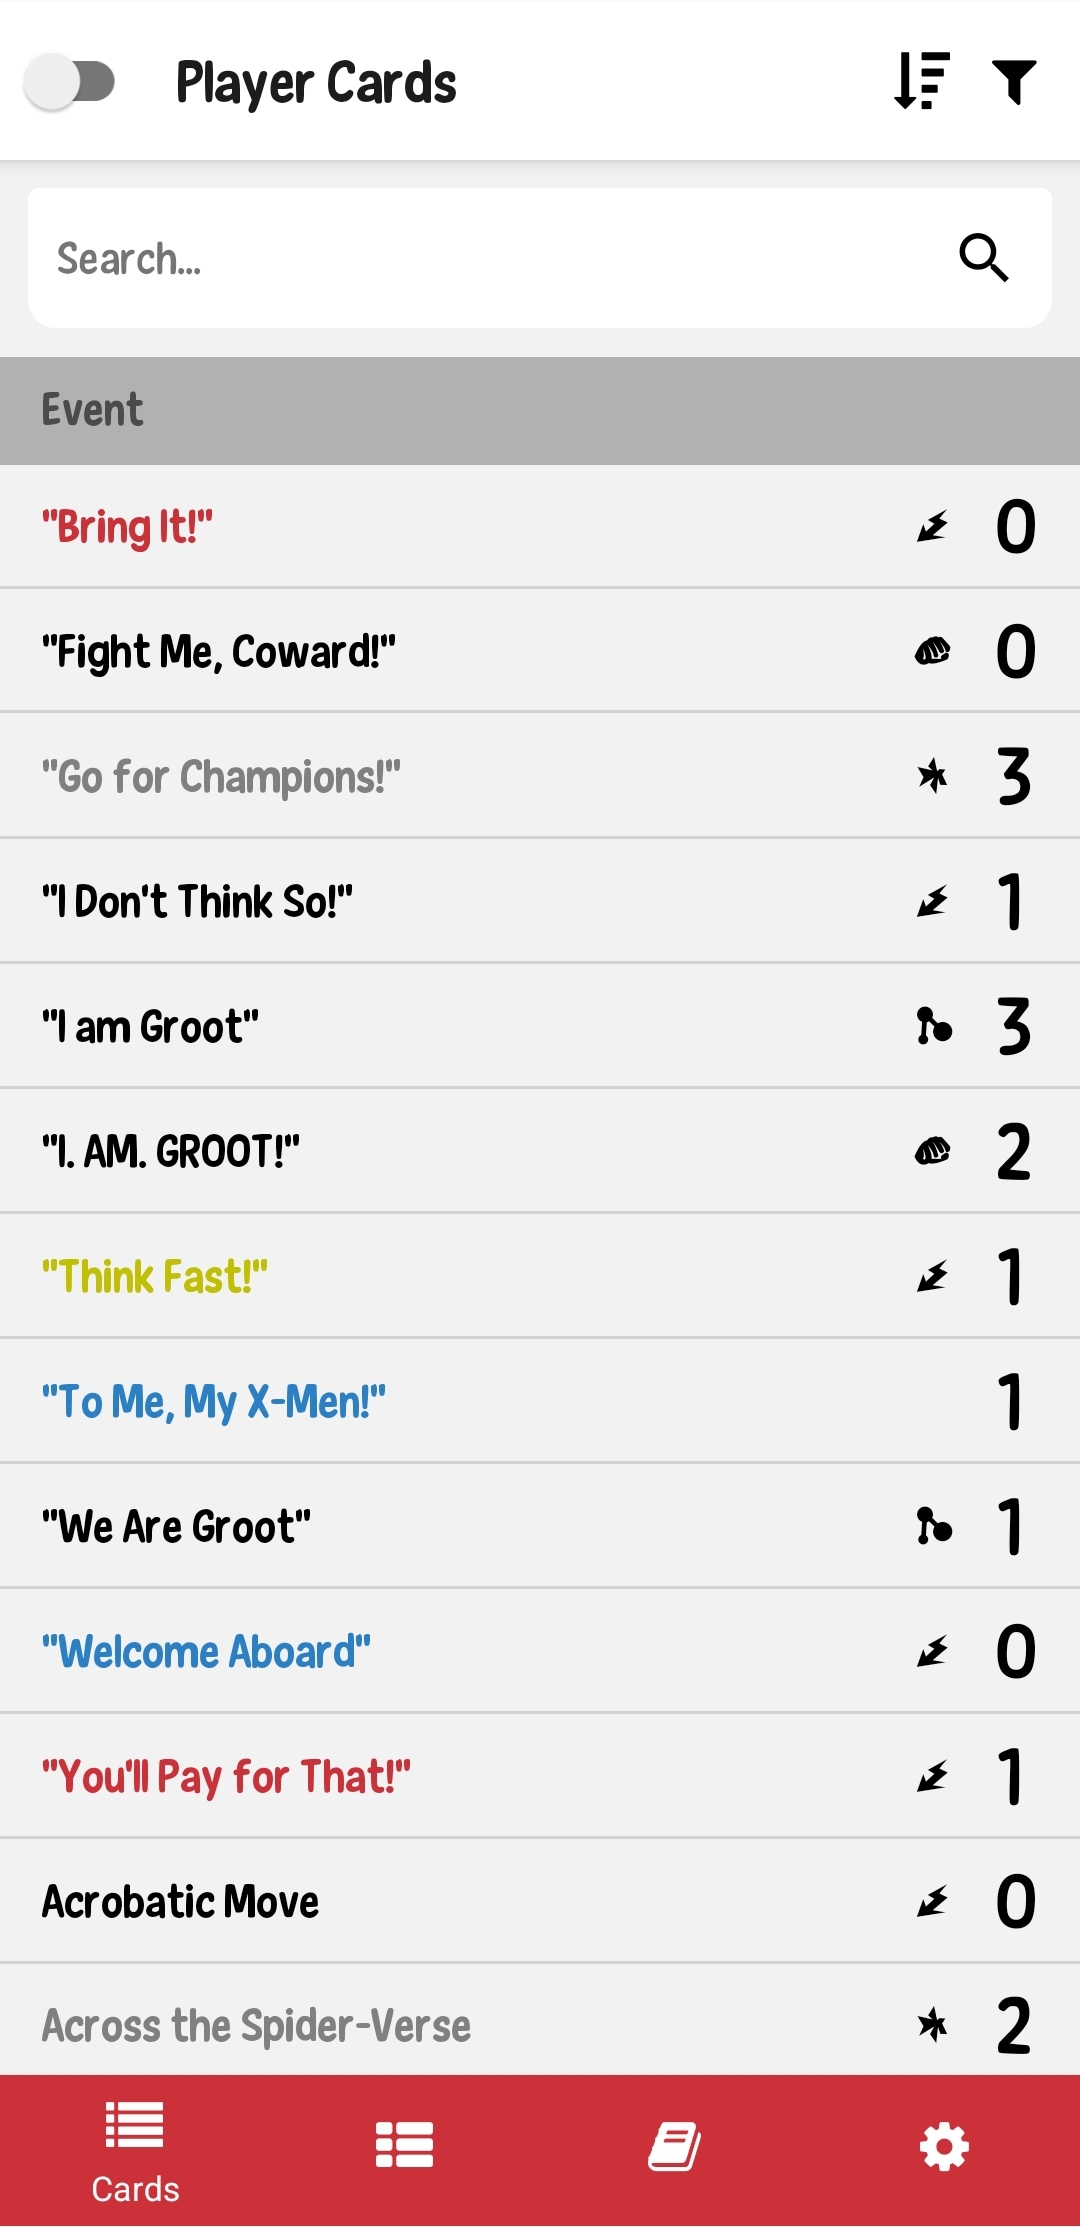 Player Cards
Search...
Event
"Bring It!" 0
"Fight Me, Coward!" 0
"Go for Champions!" 3
"I Don't Think So!" 1
"I am Groot" 3
"I. AM. GROOT!" 2
"Think Fast!" 1
"To Me, My X-Men!" 1
"We Are Groot" 1
"Welcome Aboard" 0
"You'll Pay for That!" 1
Acrobatic Move 0
Across the Spider-Verse 2
Cards